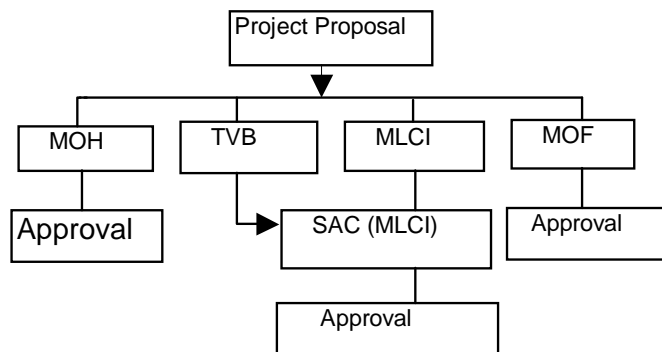 Project Proposal
MOH
TVB
MLCI
MOF
Approval
SAC (MLCI)
Approval
Approval